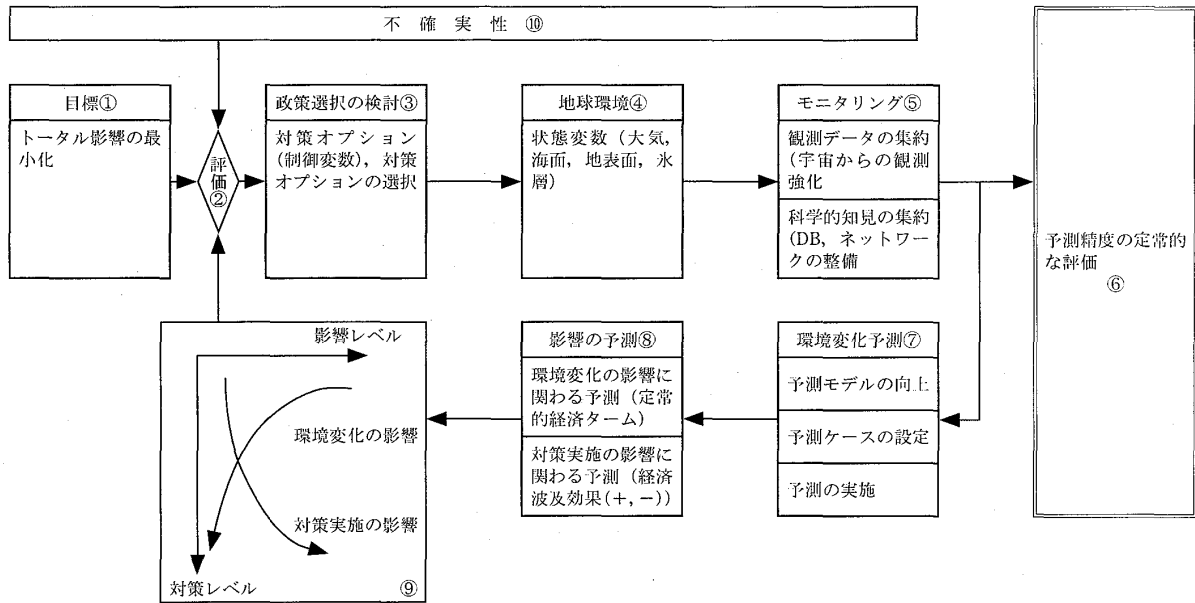 不確実性⑩
目標①
トータル影響の最
小化
評価②
政策選択の検討③
対策オプション
(制御変数),対策
オプションの選択
地球環境④
状態変数(大気,
海面,地表面,氷
層)
モニタリング⑤
観測データの集約
(宇宙からの観測
強化
科学的知見の集約
(DB,ネットワー
クの整備
予測精度の定常的
な評価
⑥
環境変化予測⑦
予測モデルの向上
予測ケースの設定
予測の実施
影響の予測⑧
環境変化の影響に
関わる予測(定常
的経済ターム)
対策実施の影響に
関わる予測(経済
波及効果(+,-))
影響レベル
環境変化の影響
対策実施の影響
対策レベル
⑨